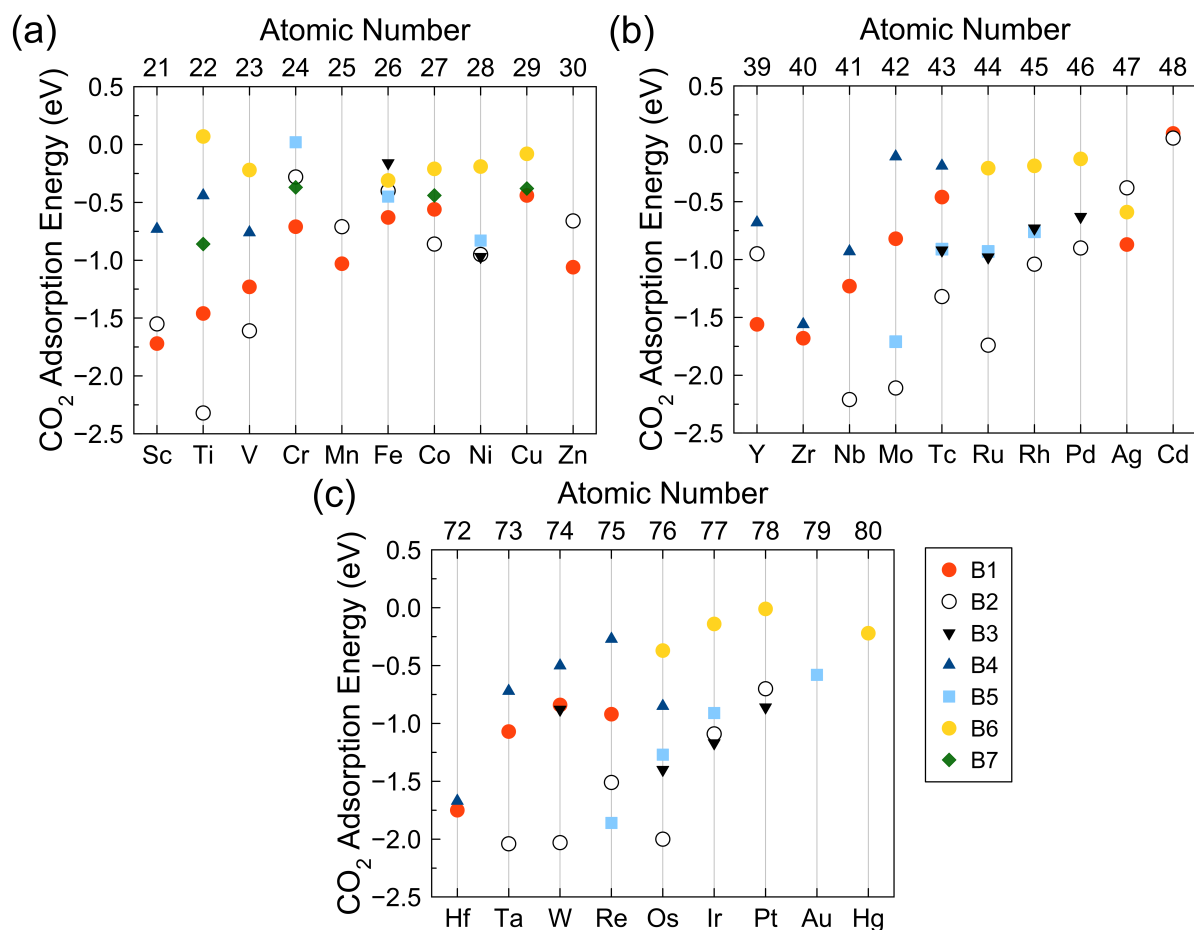 (a)
Atomic Number
21 22 23 24 25 26 27 28 29 30
CO₂ Adsorption Energy (eV)
0.5
0.0
−0.5
−1.0
−1.5
−2.0
−2.5
Sc Ti V Cr Mn Fe Co Ni Cu Zn
(b)
Atomic Number
39 40 41 42 43 44 45 46 47 48
CO₂ Adsorption Energy (eV)
0.5
0.0
−0.5
−1.0
−1.5
−2.0
−2.5
Y Zr Nb Mo Tc Ru Rh Pd Ag Cd
(c)
Atomic Number
72 73 74 75 76 77 78 79 80
CO₂ Adsorption Energy (eV)
0.5
0.0
−0.5
−1.0
−1.5
−2.0
−2.5
Hf Ta W Re Os Ir Pt Au Hg
B1
B2
B3
B4
B5
B6
B7